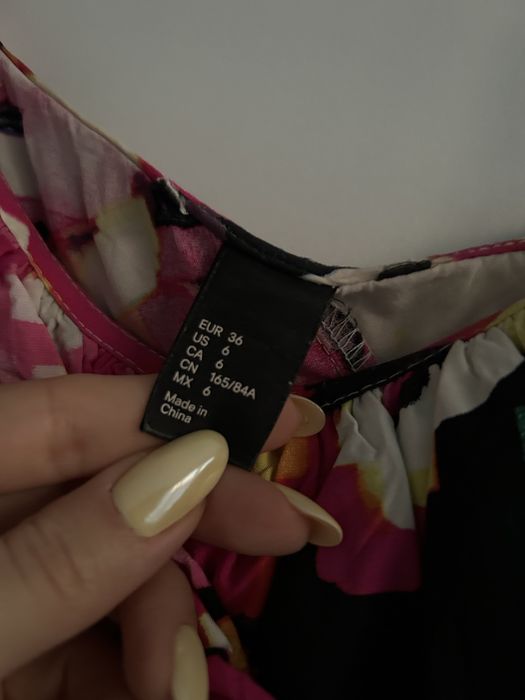 EUR 36
US 6
CA 6
CN 165/84A
MX 6
Made in
China